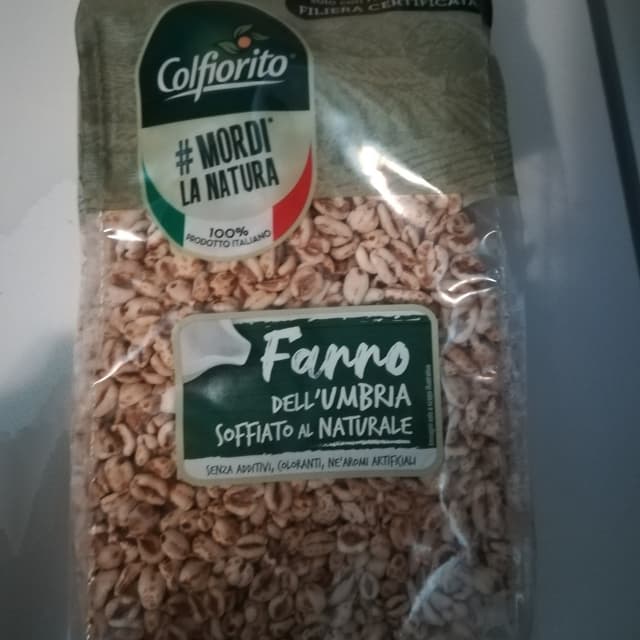 FILIERA CERTIFICATA
Colfiorito
#MORDI*
LA NATURA
100%
PRODOTTO ITALIANO
Farro
DELL'UMBRIA
SOFFIATO AL NATURALE
SENZA ADDITIVI, COLORANTI, NE' AROMI ARTIFICIALI